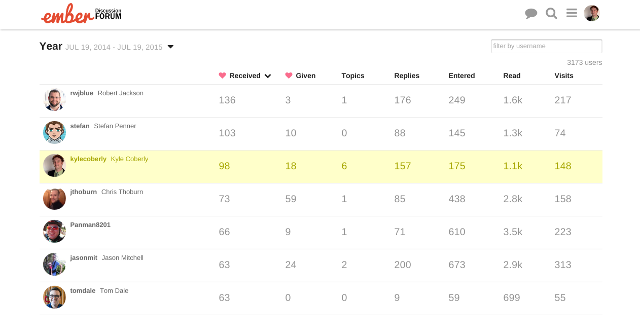 ember Discussion FORUM
Year JUL 19, 2014 - JUL 19, 2015
filter by username
3173 users
Received Given Topics Replies Entered Read Visits
rwjblue Robert Jackson 136 3 1 176 249 1.6k 217
stefan Stefan Penner 103 10 0 88 145 1.3k 74
kylecoberly Kyle Coberly 98 18 6 157 175 1.1k 148
jthoburn Chris Thoburn 73 59 1 85 438 2.8k 158
Panman8201 66 9 1 71 610 3.5k 223
jasonmit Jason Mitchell 63 24 2 200 673 2.9k 313
tomdale Tom Dale 63 0 0 9 59 699 55